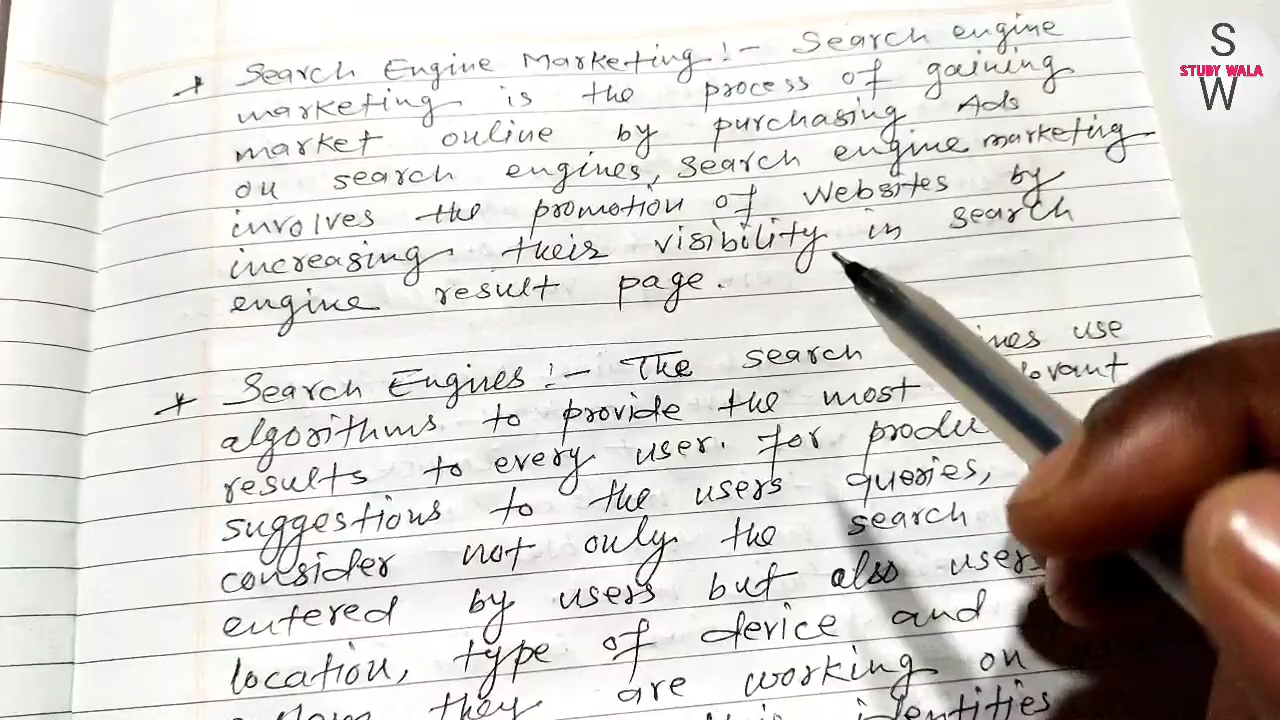 S
STUDY WALA
W
Search Engine Marketing :- Search engine
marketing is the process of gaining
market online by purchasing Ads
on search engines, search engine marketing
involves the promotion of websites by
increasing their visibility in search
engine result page.
Search Engines :- The search use
algorithms to provide the most
results to every user. for
suggestions to the users queries,
consider not only the search
entered by users but also
location, type of device and
they are working on
identities